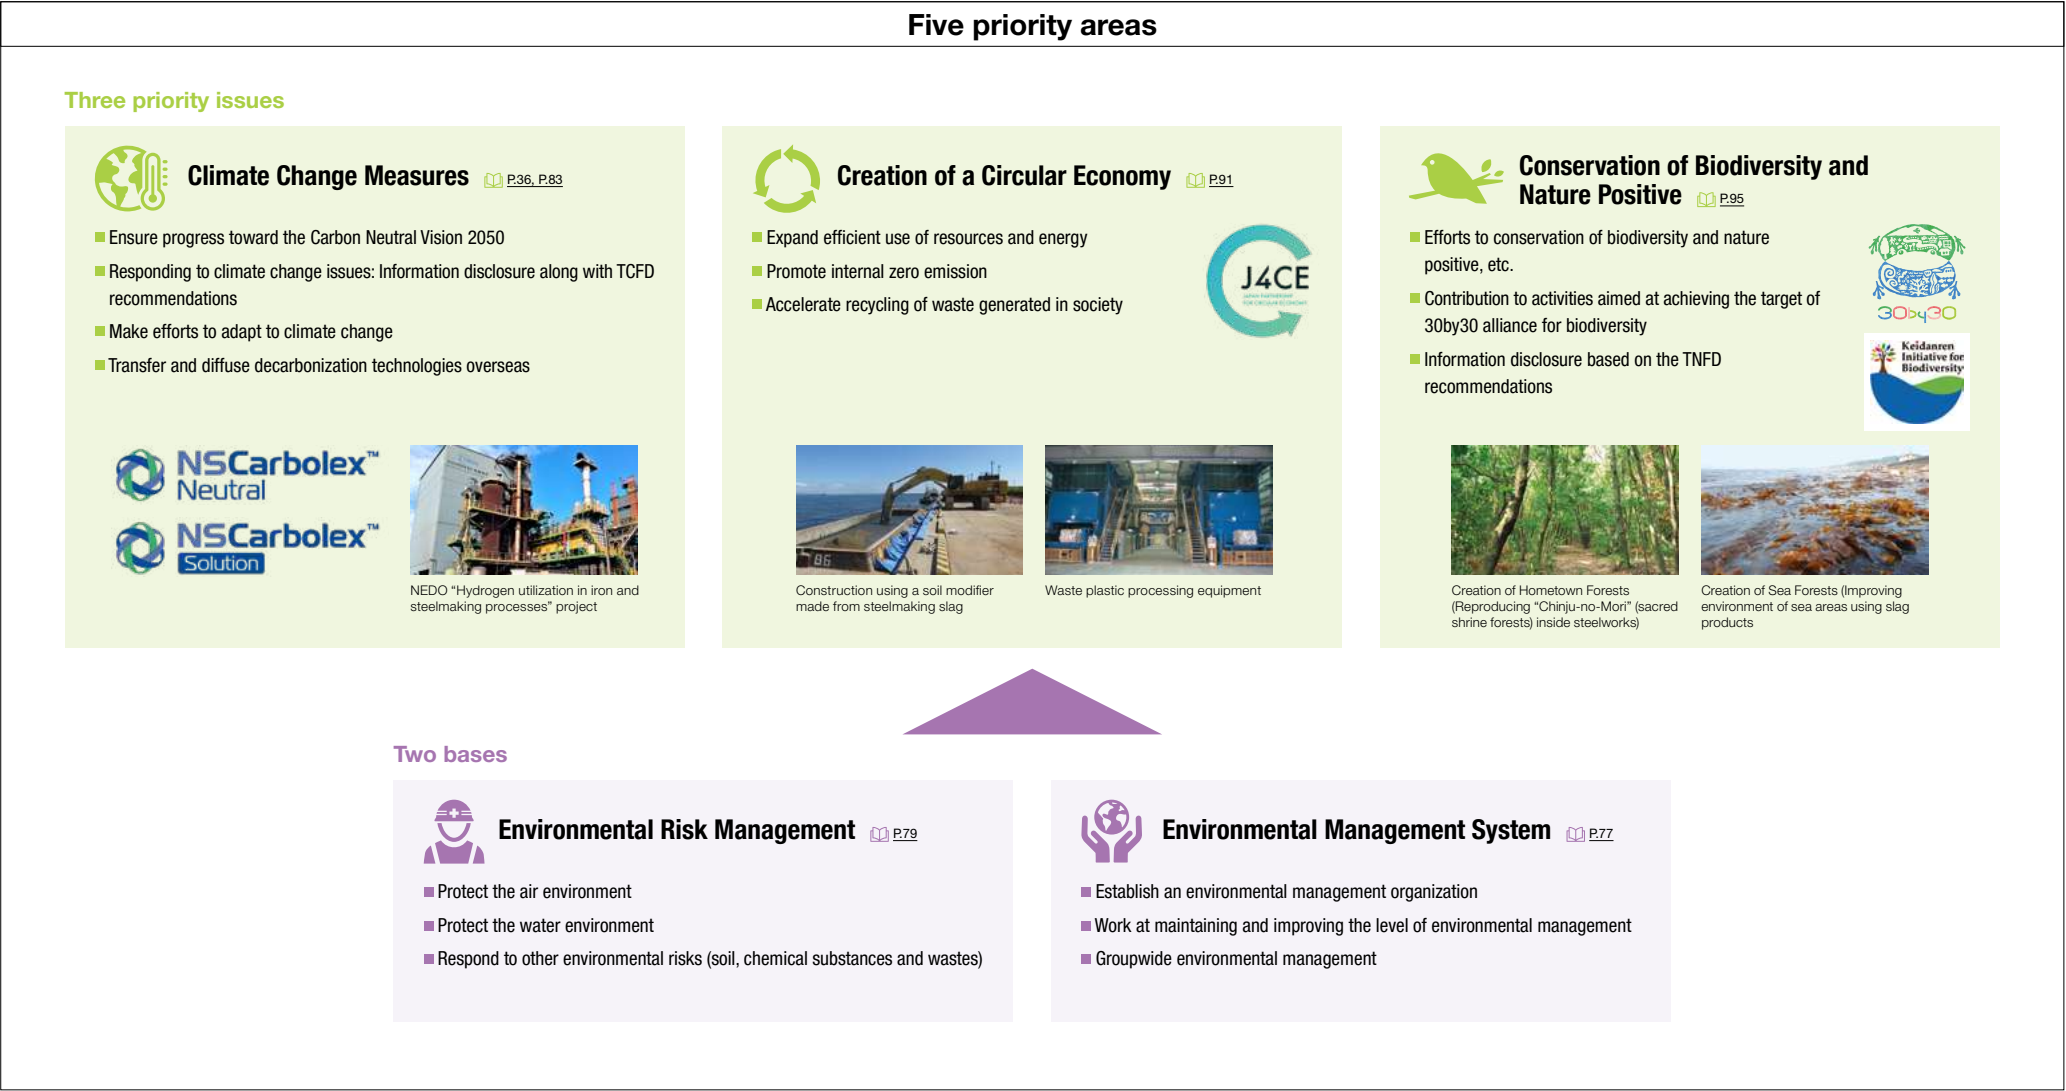 Five priority areas
Three priority issues
Climate Change Measures P.36, P.83
Ensure progress toward the Carbon Neutral Vision 2050
Responding to climate change issues: Information disclosure along with TCFD
recommendations
Make efforts to adapt to climate change
Transfer and diffuse decarbonization technologies overseas
NSCarbolex™
Neutral
NSCarbolex™
Solution
NEDO “Hydrogen utilization in iron and
steelmaking processes” project
Creation of a Circular Economy P.91
Expand efficient use of resources and energy
Promote internal zero emission
Accelerate recycling of waste generated in society
J4CE
JAPAN PARTNERSHIP
FOR CIRCULAR ECONOMY
86
Construction using a soil modifier
made from steelmaking slag
Waste plastic processing equipment
Conservation of Biodiversity and
Nature Positive P.95
Efforts to conservation of biodiversity and nature
positive, etc.
Contribution to activities aimed at achieving the target of
30by30 alliance for biodiversity
Information disclosure based on the TNFD
recommendations
30by30
Keidanren
Initiative for
Biodiversity
Creation of Hometown Forests
(Reproducing “Chinju-no-Mori” (sacred
shrine forests) inside steelworks)
Creation of Sea Forests (Improving
environment of sea areas using slag
products
Two bases
Environmental Risk Management P.79
Protect the air environment
Protect the water environment
Respond to other environmental risks (soil, chemical substances and wastes)
Environmental Management System P.77
Establish an environmental management organization
Work at maintaining and improving the level of environmental management
Groupwide environmental management